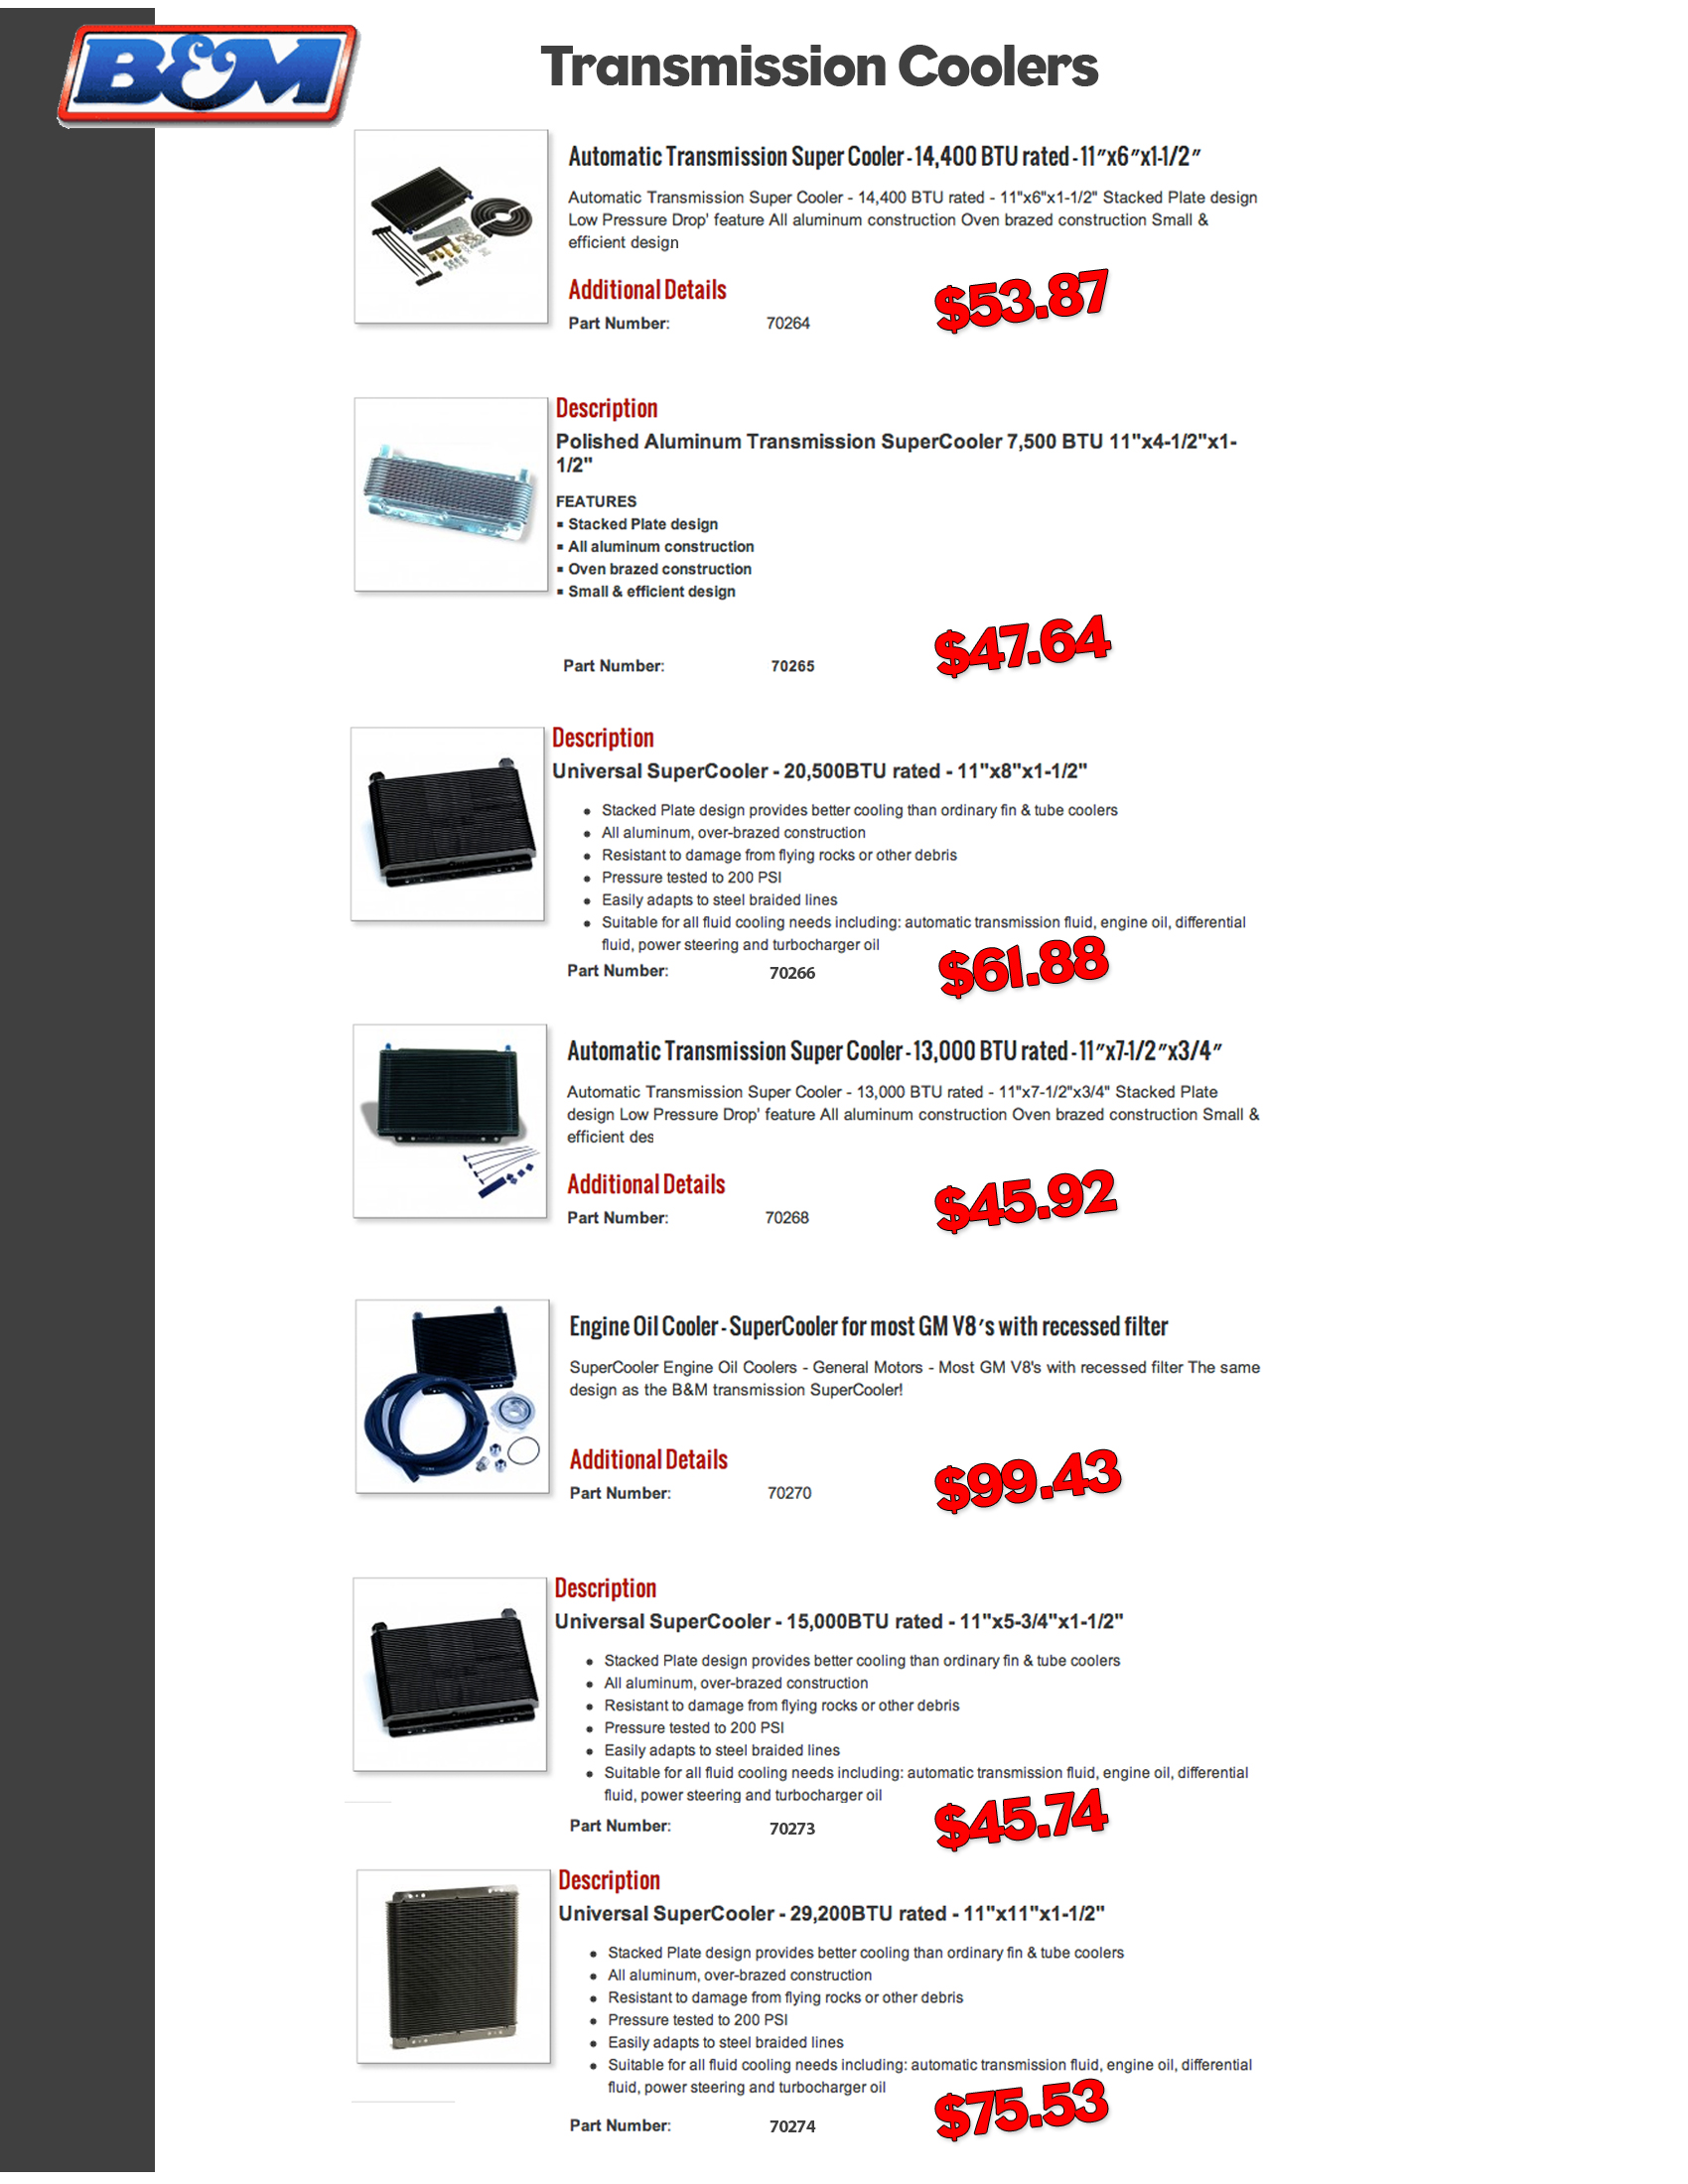 B&M
Transmission Coolers
Automatic Transmission Super Cooler - 14,400 BTU rated - 11″x6″x1-1/2″
Automatic Transmission Super Cooler - 14,400 BTU rated - 11"x6"x1-1/2" Stacked Plate design
Low Pressure Drop' feature All aluminum construction Oven brazed construction Small &
efficient design
Additional Details
Part Number: 70264
$53.87
Description
Polished Aluminum Transmission SuperCooler 7,500 BTU 11"x4-1/2"x1-
1/2"
FEATURES
▪ Stacked Plate design
▪ All aluminum construction
▪ Oven brazed construction
▪ Small & efficient design
Part Number: 70265
$47.64
Description
Universal SuperCooler - 20,500BTU rated - 11"x8"x1-1/2"
• Stacked Plate design provides better cooling than ordinary fin & tube coolers
• All aluminum, over-brazed construction
• Resistant to damage from flying rocks or other debris
• Pressure tested to 200 PSI
• Easily adapts to steel braided lines
• Suitable for all fluid cooling needs including: automatic transmission fluid, engine oil, differential
fluid, power steering and turbocharger oil
Part Number: 70266
$61.88
Automatic Transmission Super Cooler - 13,000 BTU rated - 11″x7-1/2″x3/4″
Automatic Transmission Super Cooler - 13,000 BTU rated - 11"x7-1/2"x3/4" Stacked Plate
design Low Pressure Drop' feature All aluminum construction Oven brazed construction Small &
efficient des
Additional Details
Part Number: 70268
$45.92
Engine Oil Cooler - SuperCooler for most GM V8′s with recessed filter
SuperCooler Engine Oil Coolers - General Motors - Most GM V8's with recessed filter The same
design as the B&M transmission SuperCooler!
Additional Details
Part Number: 70270
$99.43
Description
Universal SuperCooler - 15,000BTU rated - 11"x5-3/4"x1-1/2"
• Stacked Plate design provides better cooling than ordinary fin & tube coolers
• All aluminum, over-brazed construction
• Resistant to damage from flying rocks or other debris
• Pressure tested to 200 PSI
• Easily adapts to steel braided lines
• Suitable for all fluid cooling needs including: automatic transmission fluid, engine oil, differential
fluid, power steering and turbocharger oil
Part Number: 70273
$45.74
Description
Universal SuperCooler - 29,200BTU rated - 11"x11"x1-1/2"
• Stacked Plate design provides better cooling than ordinary fin & tube coolers
• All aluminum, over-brazed construction
• Resistant to damage from flying rocks or other debris
• Pressure tested to 200 PSI
• Easily adapts to steel braided lines
• Suitable for all fluid cooling needs including: automatic transmission fluid, engine oil, differential
fluid, power steering and turbocharger oil
Part Number: 70274
$75.53